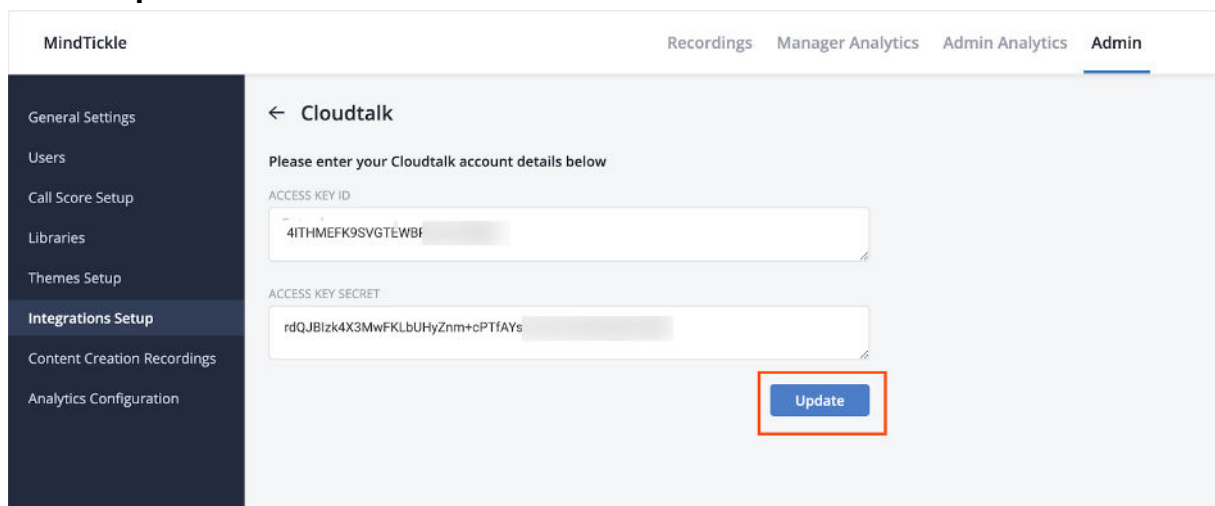 MindTickle
Recordings Manager Analytics Admin Analytics Admin
General Settings
Users
Call Score Setup
Libraries
Themes Setup
Integrations Setup
Content Creation Recordings
Analytics Configuration
← Cloudtalk
Please enter your Cloudtalk account details below
ACCESS KEY ID
4ITHMEFK9SVGTEWB
ACCESS KEY SECRET
rdQJBIzk4X3MwFKLbUHyZnm+cPTfAYs
Update